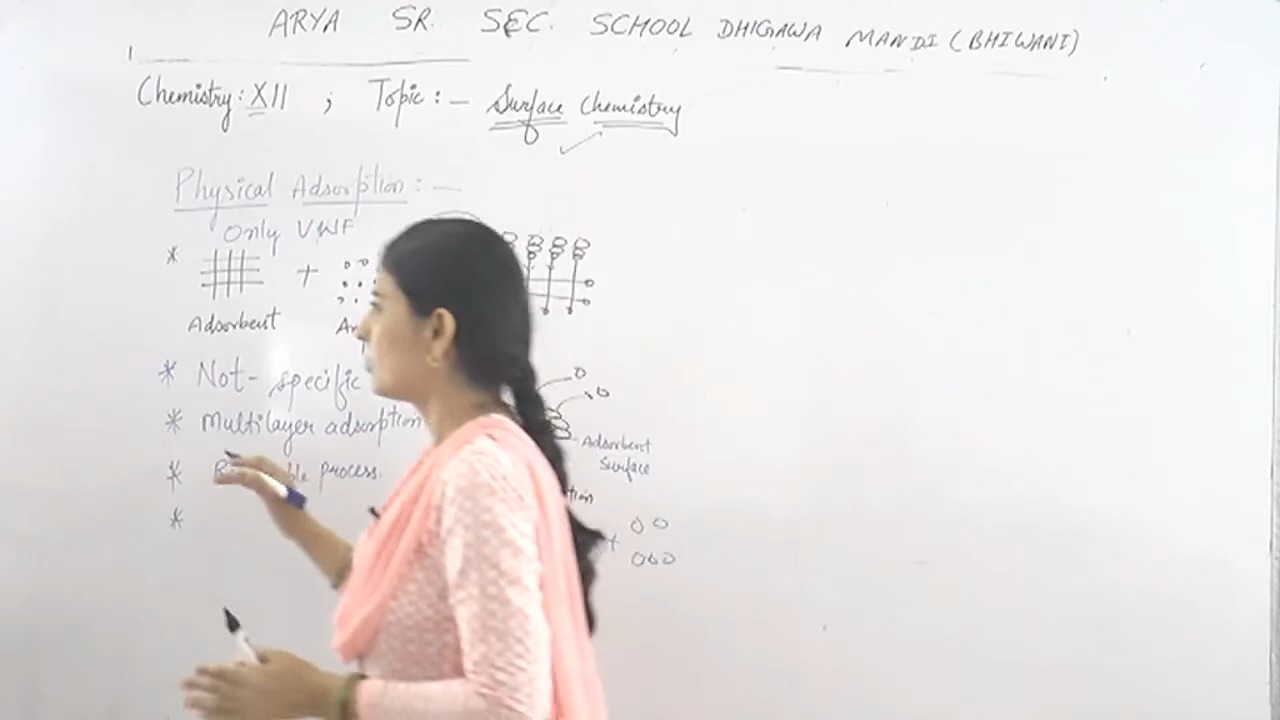 ARYA SR. SEC. SCHOOL DHIGAWA MANDI (BHIWANI)
Chemistry: XII ; Topic :- Surface Chemistry
Physical Adsorption :-
Only VWF
* +
Adsorbent
* Not-specific
* Multilayer adsorption
Adsorbent
Surface
* process.
*
+